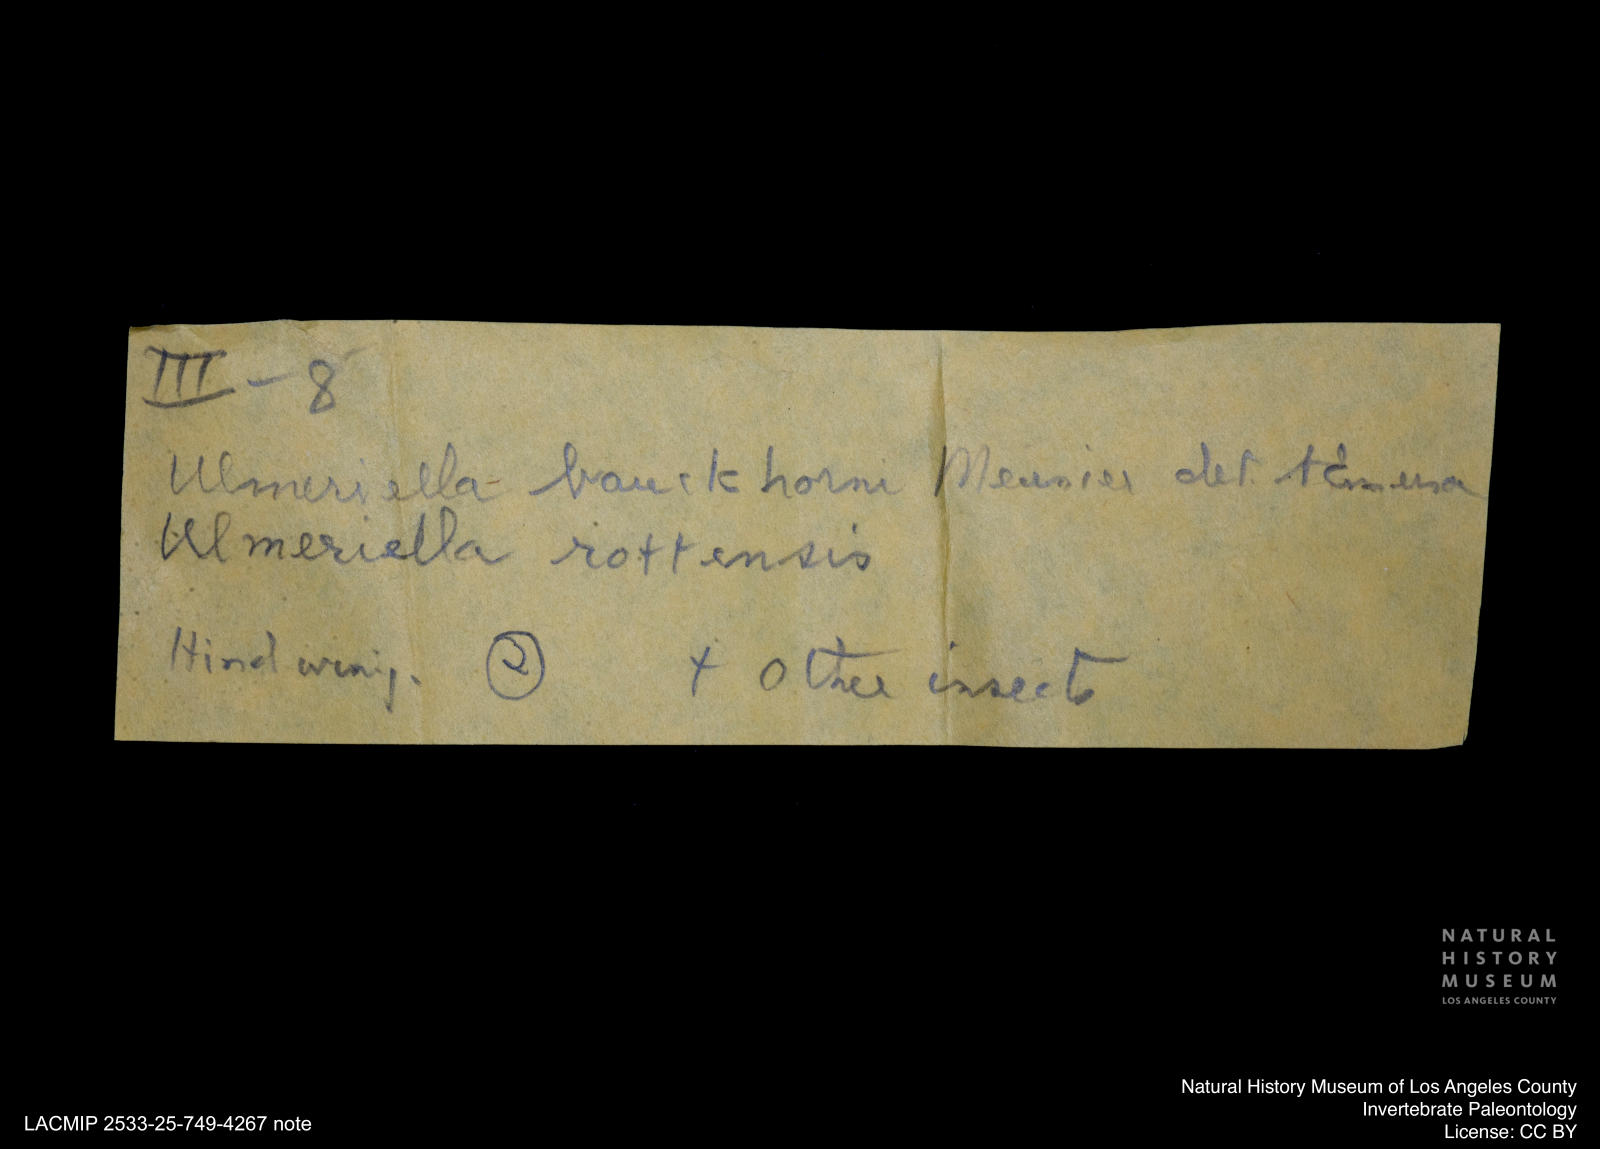 III - 8
Ulmeriella bauckhorni Meunier det.
Ulmeriella rottensis
Hind wing. 2 + Other insects
NATURAL
HISTORY
MUSEUM
LOS ANGELES COUNTY
Natural History Museum of Los Angeles County
Invertebrate Paleontology
License: CC BY
LACMIP 2533-25-749-4267 note